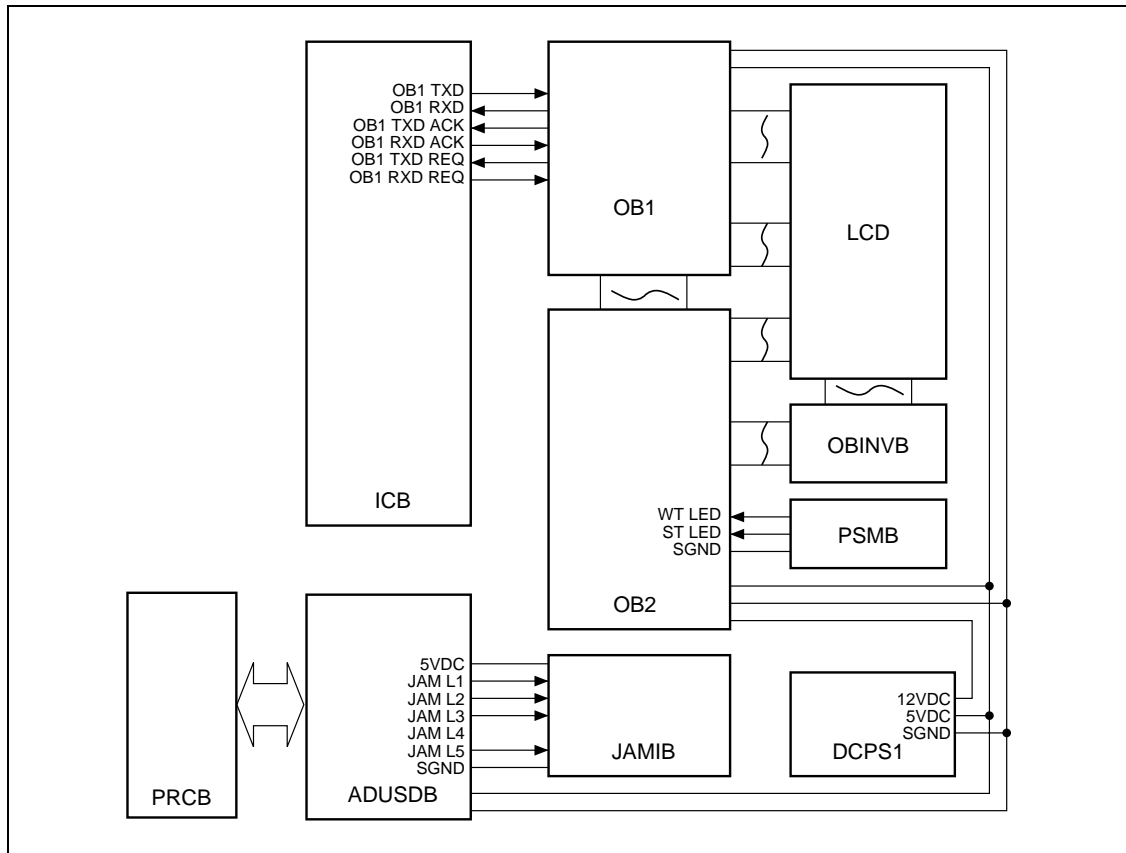 OB1 TXD
OB1 RXD
OB1 TXD ACK
OB1 RXD ACK
OB1 TXD REQ
OB1 RXD REQ
ICB
OB1
LCD
OBINVB
WT LED
ST LED
SGND
PSMB
OB2
PRCB
5VDC
JAM L1
JAM L2
JAM L3
JAM L4
JAM L5
SGND
ADUSDB
JAMIB
12VDC
5VDC
SGND
DCPS1